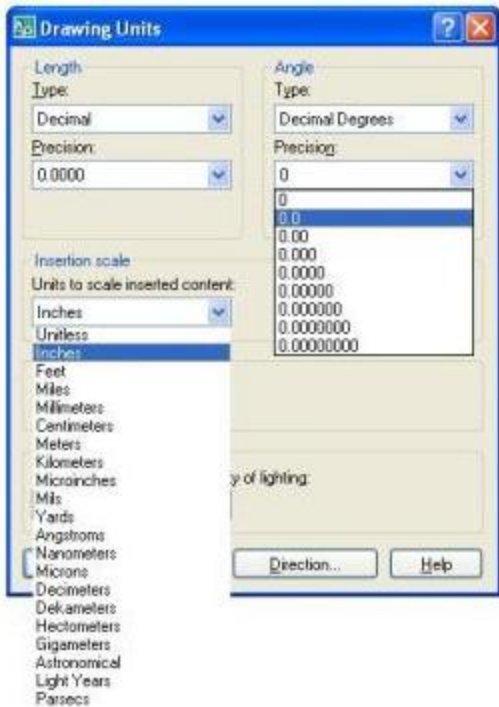 Drawing Units
Length
Type:
Decimal
Precision:
0.0000
Angle
Type:
Decimal Degrees
Precision:
0
0
0.0
0.00
0.000
0.0000
0.00000
0.000000
0.0000000
0.00000000
Insertion scale
Units to scale inserted content:
Inches
Unitless
Inches
Feet
Miles
Millimeters
Centimeters
Meters
Kilometers
Microinches
Mils
Yards
Angstroms
Nanometers
Microns
Decimeters
Dekameters
Hectometers
Gigameters
Astronomical
Light Years
Parsecs
y of lighting:
Direction...
Help